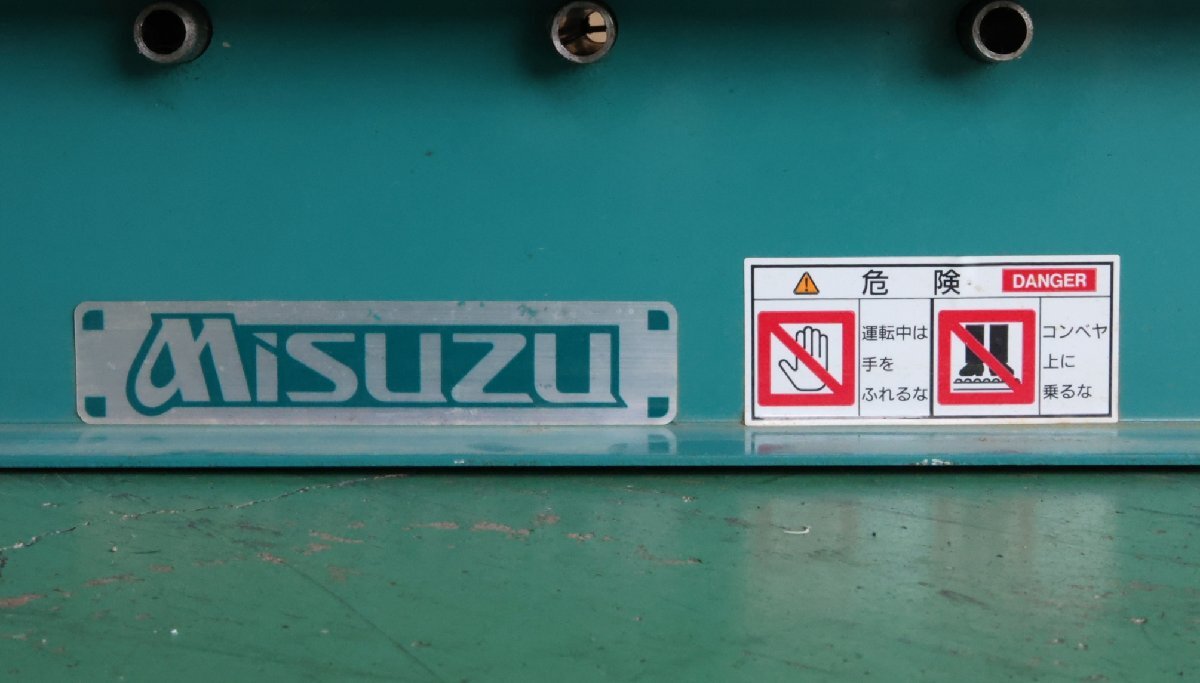 MISUZU
危険 DANGER
運転中は
手を
ふれるな
コンベヤ
上に
乗るな